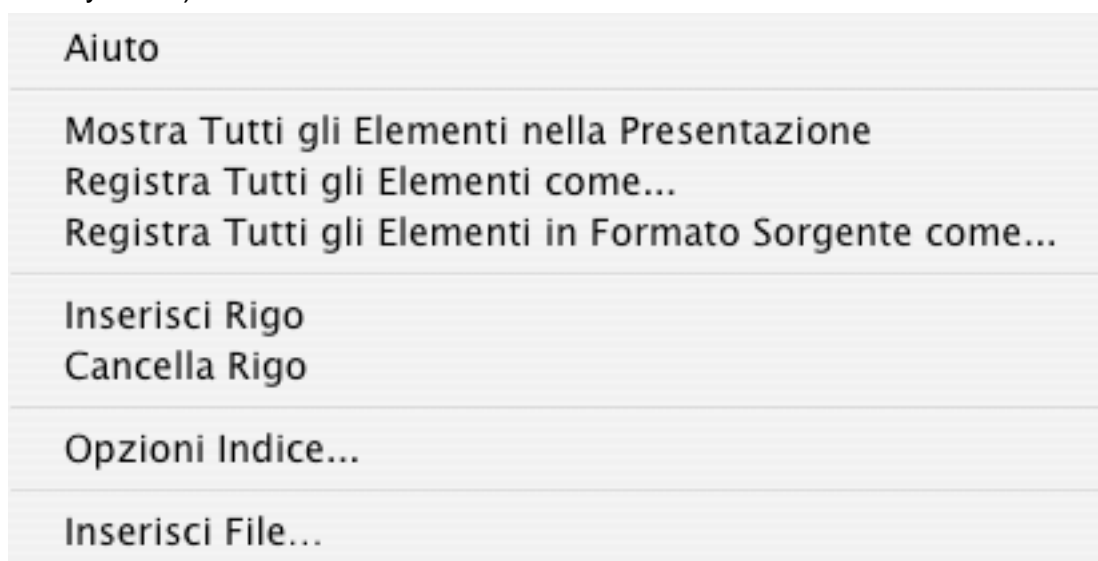 Aiuto
Mostra Tutti gli Elementi nella Presentazione
Registra Tutti gli Elementi come...
Registra Tutti gli Elementi in Formato Sorgente come...
Inserisci Rigo
Cancella Rigo
Opzioni Indice...
Inserisci File...